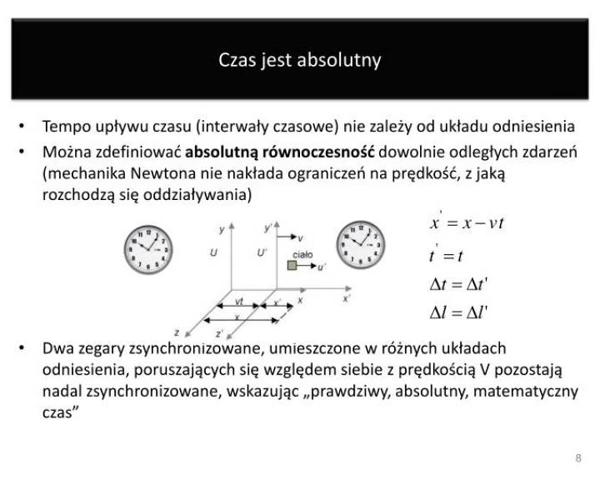 Czas jest absolutny
• Tempo upływu czasu (interwały czasowe) nie zależy od układu odniesienia
• Można zdefiniować absolutną równoczesność dowolnie odległych zdarzeń
(mechanika Newtona nie nakłada ograniczeń na prędkość, z jaką
rozchodzą się oddziaływania)
y y' v
U U' ciało
u'
vt x' x x'
x
z z'
x' = x − vt
t' = t
Δt = Δt'
Δl = Δl'
• Dwa zegary zsynchronizowane, umieszczone w różnych układach
odniesienia, poruszających się względem siebie z prędkością V pozostają
nadal zsynchronizowane, wskazując „prawdziwy, absolutny, matematyczny
czas”
8